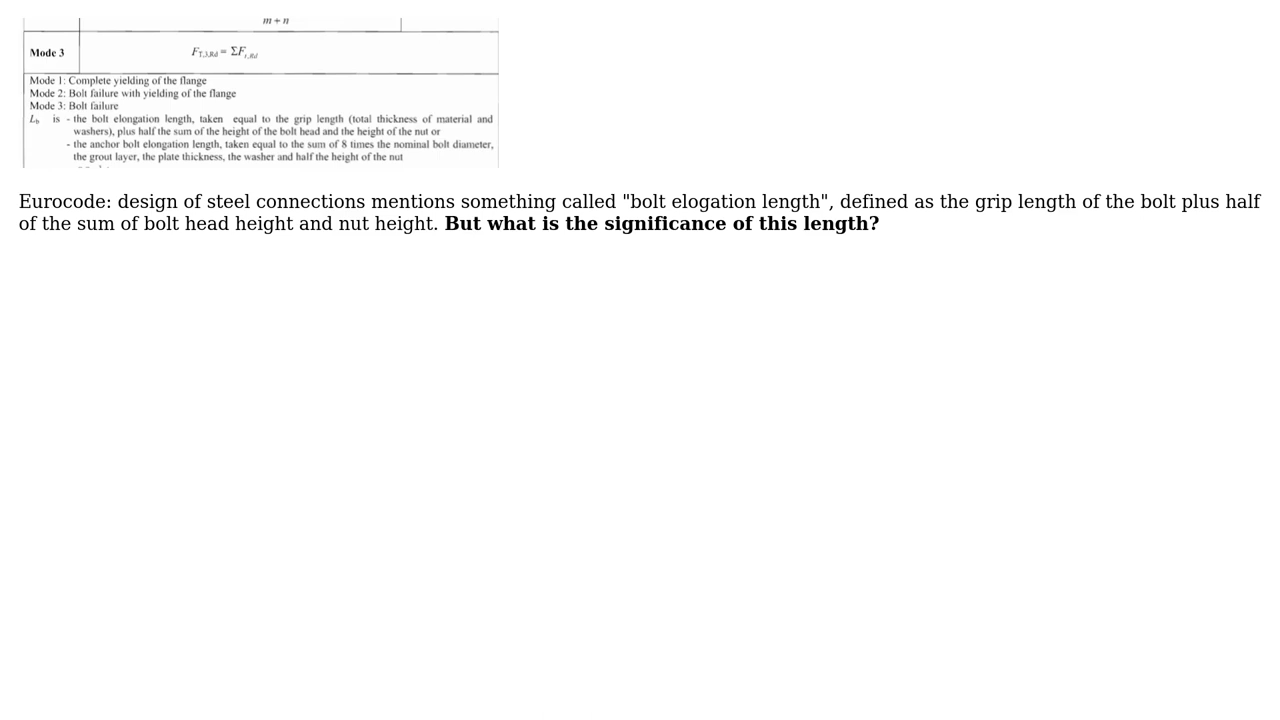 m + n
Mode 3 F_T,3,Rd = ΣF_t,Rd
Mode 1: Complete yielding of the flange
Mode 2: Bolt failure with yielding of the flange
Mode 3: Bolt failure
L_b is - the bolt elongation length, taken equal to the grip length (total thickness of material and
washers), plus half the sum of the height of the bolt head and the height of the nut or
- the anchor bolt elongation length, taken equal to the sum of 8 times the nominal bolt diameter,
the grout layer, the plate thickness, the washer and half the height of the nut
Eurocode: design of steel connections mentions something called "bolt elogation length", defined as the grip length of the bolt plus half
of the sum of bolt head height and nut height. But what is the significance of this length?